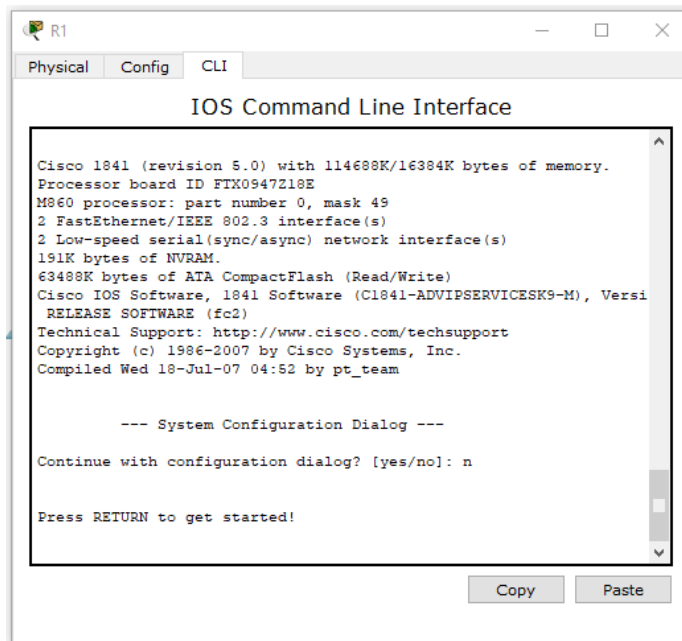 R1
Physical Config CLI
IOS Command Line Interface
Cisco 1841 (revision 5.0) with 114688K/16384K bytes of memory.
Processor board ID FTX0947Z18E
M860 processor: part number 0, mask 49
2 FastEthernet/IEEE 802.3 interface(s)
2 Low-speed serial(sync/async) network interface(s)
191K bytes of NVRAM.
63488K bytes of ATA CompactFlash (Read/Write)
Cisco IOS Software, 1841 Software (C1841-ADVIPSERVICESK9-M), Versi
RELEASE SOFTWARE (fc2)
Technical Support: http://www.cisco.com/techsupport
Copyright (c) 1986-2007 by Cisco Systems, Inc.
Compiled Wed 18-Jul-07 04:52 by pt_team
--- System Configuration Dialog ---
Continue with configuration dialog? [yes/no]: n
Press RETURN to get started!
Copy Paste